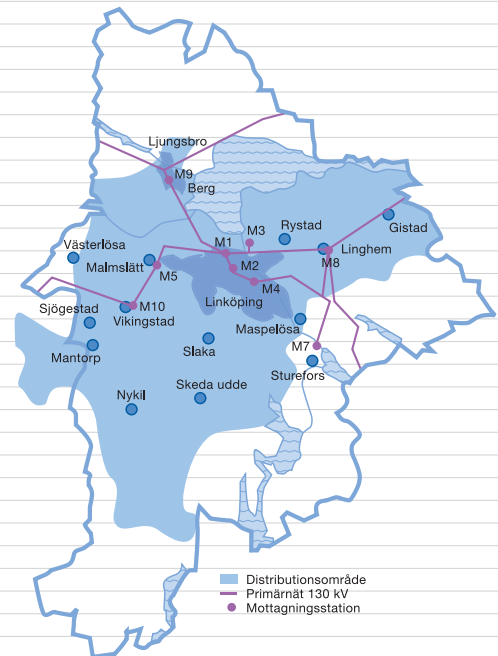 Ljungsbro
M9
Berg
M3
Rystad
Gistad
M1
Västerlösa
Linghem
M2
M8
Malmslätt
M5
M4
Linköping
Sjögestad
M10
Vikingstad
Maspelösa
M7
Mantorp
Slaka
Sturefors
Skeda udde
Nykil
Distributionsområde
Primärnät 130 kV
Mottagningsstation